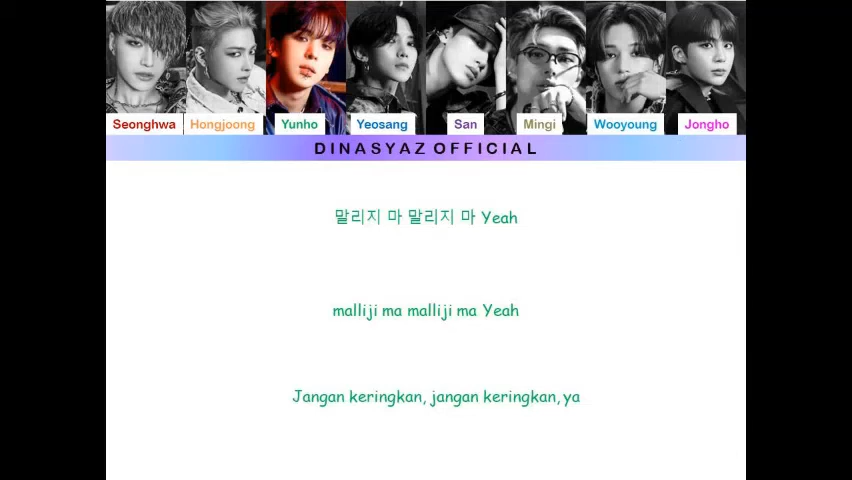 Seonghwa Hongjoong Yunho Yeosang San Mingi Wooyoung Jongho
DINASYAZ OFFICIAL
말리지 마 말리지 마 Yeah
malliji ma malliji ma Yeah
Jangan keringkan, jangan keringkan, ya